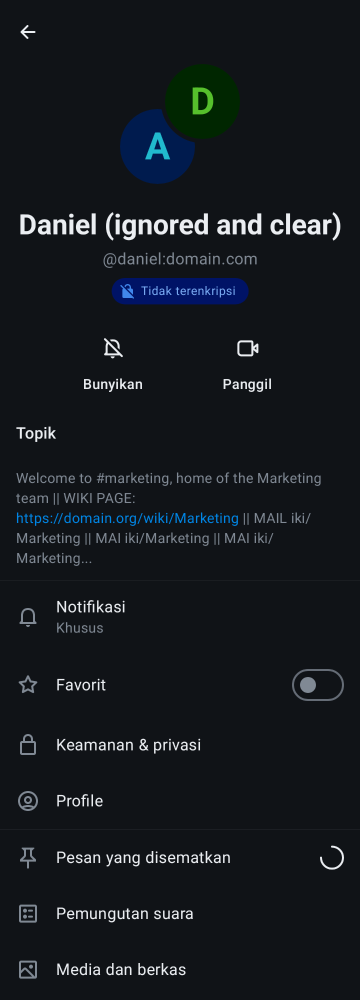 D
A
Daniel (ignored and clear)
@daniel:domain.com
Tidak terenkripsi
Bunyikan
Panggil
Topik
Welcome to #marketing, home of the Marketing
team || WIKI PAGE:
https://domain.org/wiki/Marketing || MAIL iki/
Marketing || MAI iki/Marketing || MAI iki/
Marketing...
Notifikasi
Khusus
Favorit
Keamanan & privasi
Profile
Pesan yang disematkan
Pemungutan suara
Media dan berkas